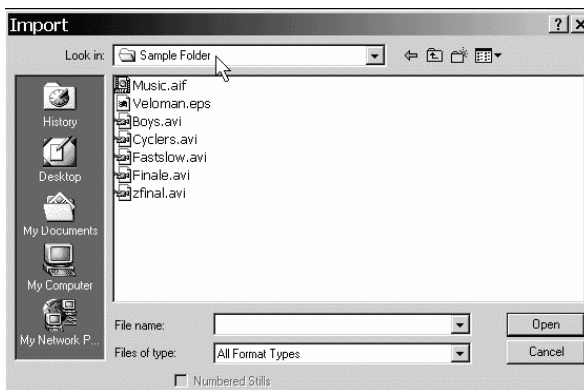 Import
Look in: Sample Folder
History
Desktop
My Documents
My Computer
My Network P...
Music.aif
Veloman.eps
Boys.avi
Cyclers.avi
Fastslow.avi
Finale.avi
zfinal.avi
File name:
Open
Files of type: All Format Types
Cancel
Numbered Stills